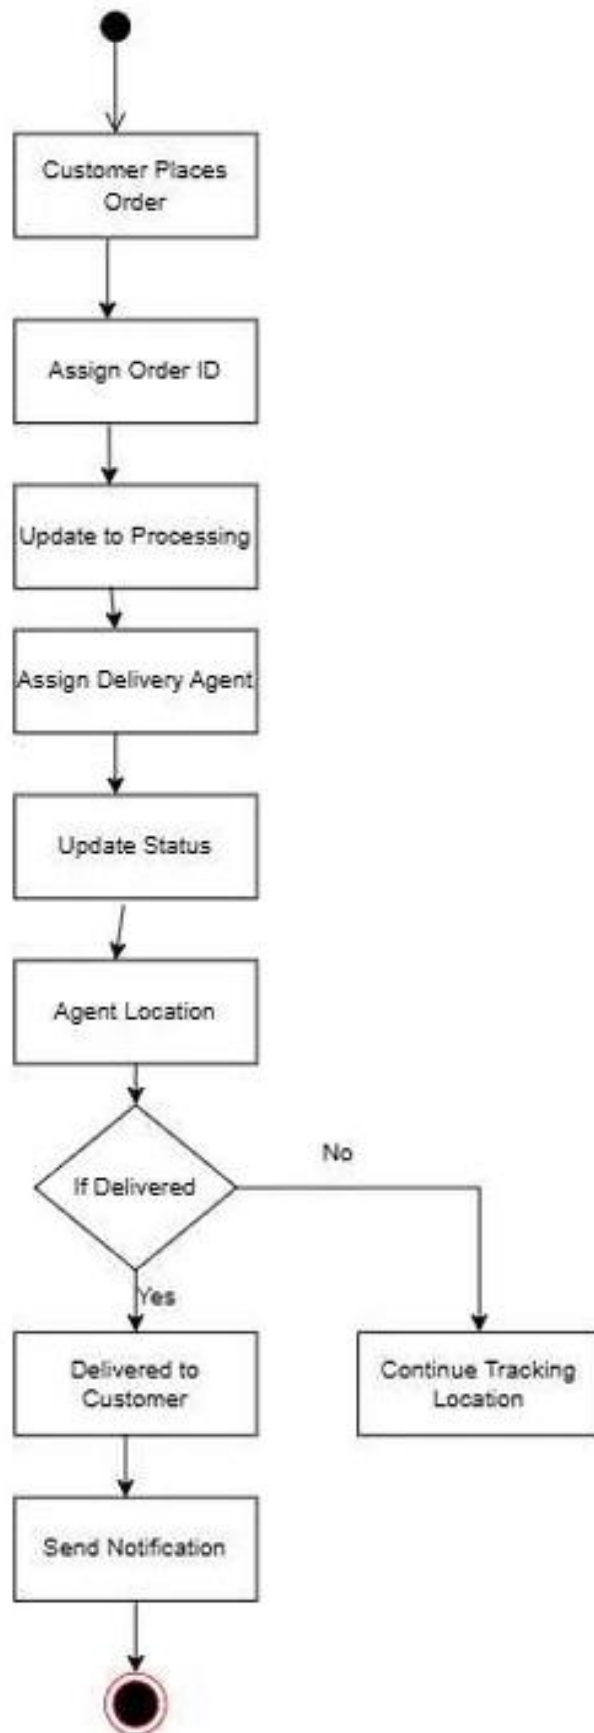 Customer Places
Order
Assign Order ID
Update to Processing
Assign Delivery Agent
Update Status
Agent Location
If Delivered
No
Yes
Delivered to
Customer
Continue Tracking
Location
Send Notification